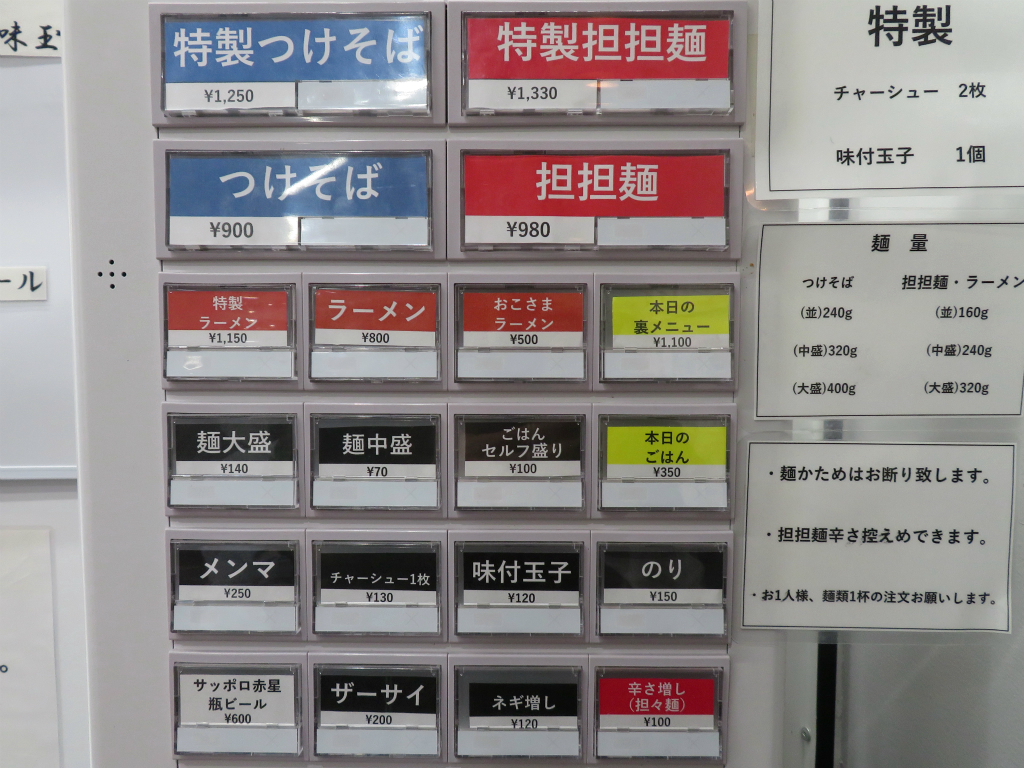 味玉
ール
。
特製つけそば
¥1,250
特製担担麺
¥1,330
つけそば
¥900
担担麺
¥980
特製
ラーメン
¥1,150
ラーメン
¥800
おこさま
ラーメン
¥500
本日の
裏メニュー
¥1,100
麺大盛
¥140
麺中盛
¥70
ごはん
セルフ盛り
¥100
本日の
ごはん
¥350
メンマ
¥250
チャーシュー1枚
¥130
味付玉子
¥120
のり
¥150
サッポロ赤星
瓶ビール
¥600
ザーサイ
¥200
ネギ増し
¥120
辛さ増し
(担々麺)
¥100
特製
チャーシュー 2枚
味付玉子 1個
麺 量
つけそば 担担麺・ラーメン
(並)240g (並)160g
(中盛)320g (中盛)240g
(大盛)400g (大盛)320g
・麺かためはお断り致します。
・担担麺辛さ控えめできます。
・お1人様、麺類1杯の注文お願いします。